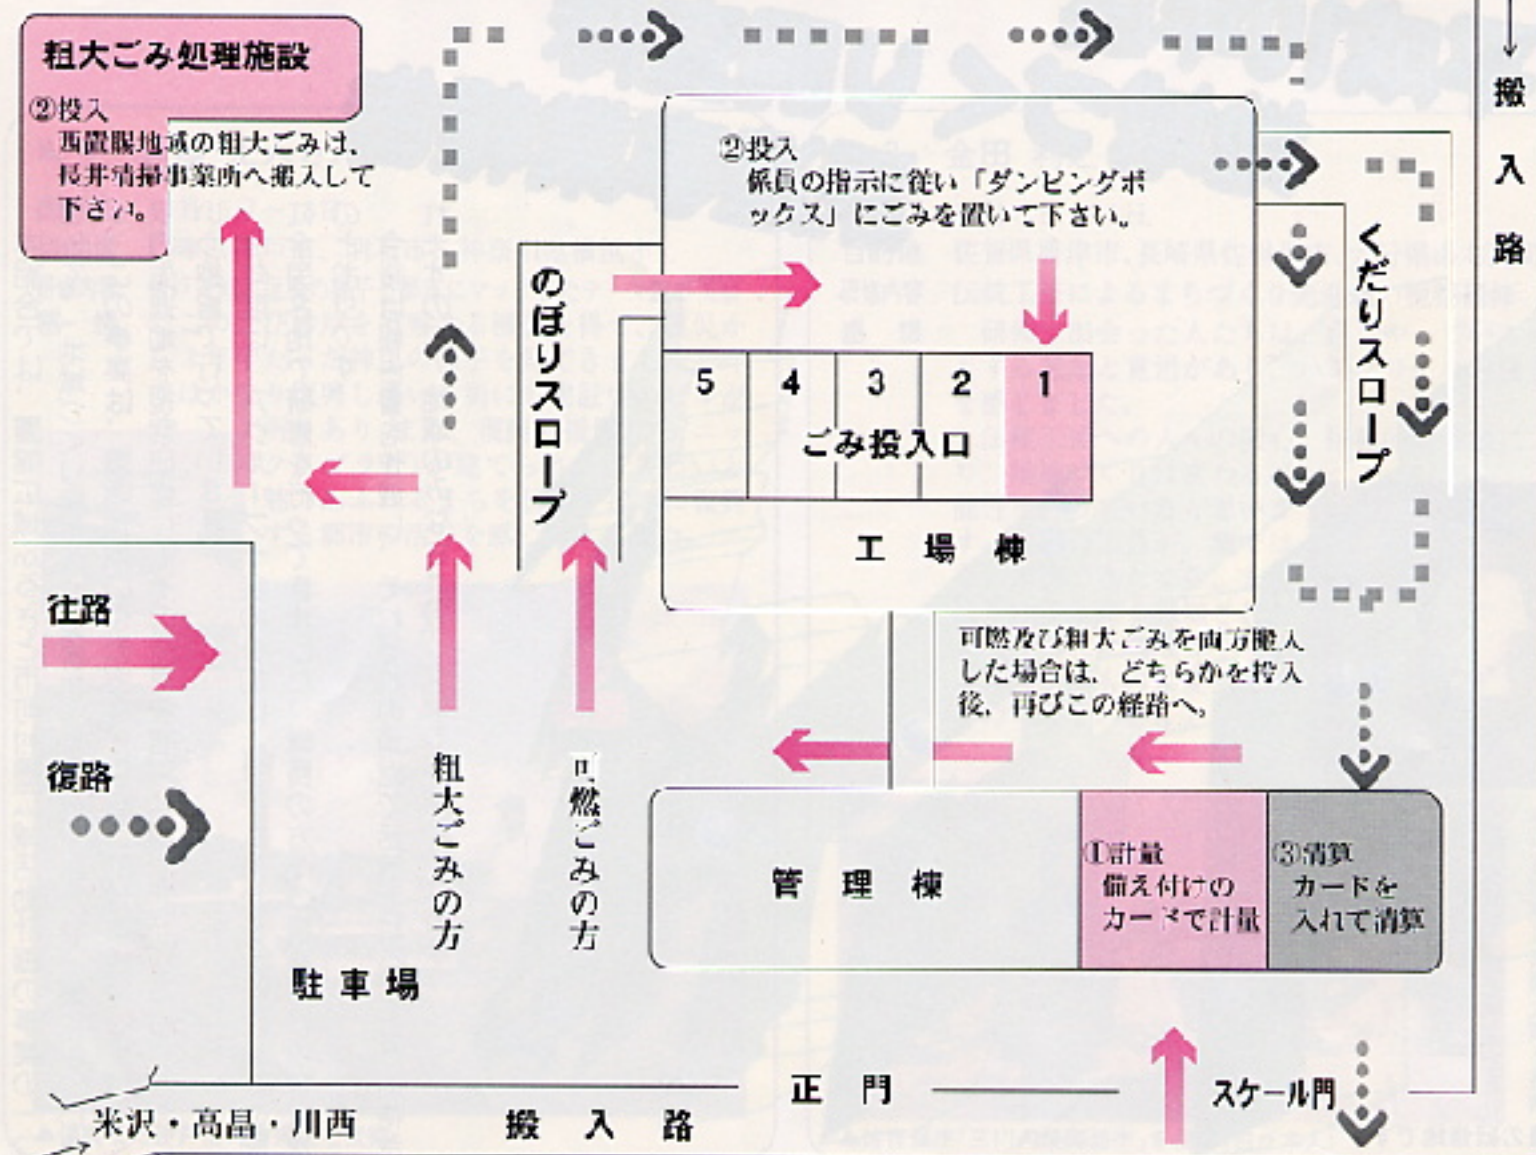 粗大ごみ処理施設
②投入
西置賜地域の粗大ごみは、
長井清掃事業所へ搬入して
下さい。
②投入
係員の指示に従い「ダンピングボ
ックス」にごみを置いて下さい。
搬入路
くだりスロープ
のぼりスロープ
5 4 3 2 1
ごみ投入口
工場棟
往路
復路
可燃及び粗大ごみを両方搬入
した場合は、どちらかを投入
後、再びこの経路へ。
粗大ごみの方
可燃ごみの方
管理棟
①計量
備え付けの
カードで計量
③清算
カードを
入れて清算
駐車場
正門
スケール門
米沢・高畠・川西
搬入路